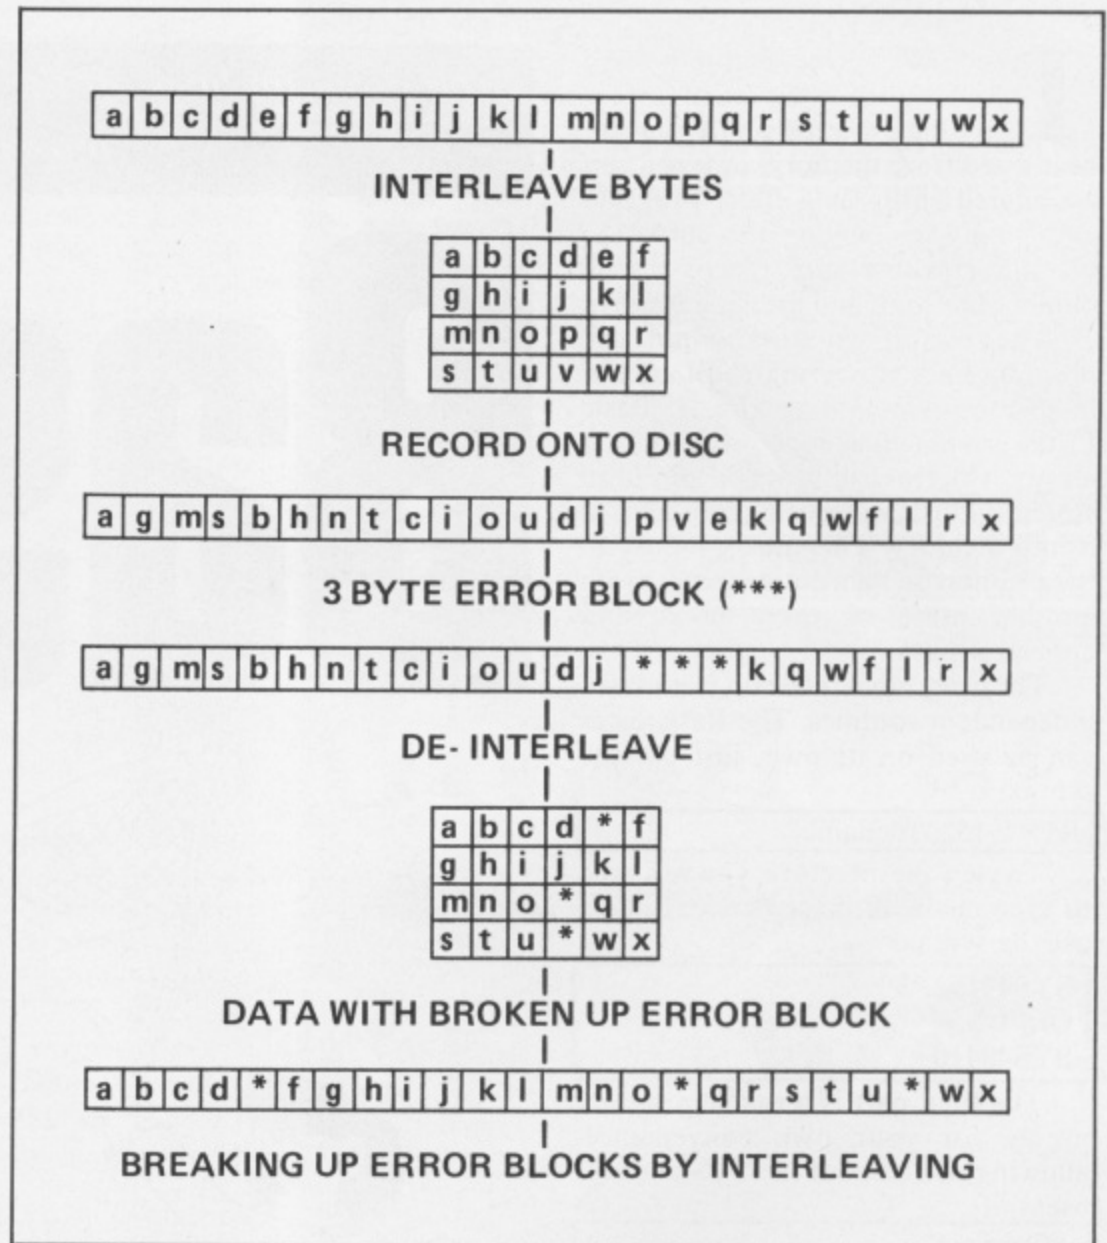 a b c d e f g h i j k l m n o p q r s t u v w x
INTERLEAVE BYTES
a b c d e f
g h i j k l
m n o p q r
s t u v w x
RECORD ONTO DISC
a g m s b h n t c i o u d j p v e k q w f l r x
3 BYTE ERROR BLOCK (***)
a g m s b h n t c i o u d j * * * k q w f l r x
DE- INTERLEAVE
a b c d * f
g h i j k l
m n o * q r
s t u * w x
DATA WITH BROKEN UP ERROR BLOCK
a b c d * f g h i j k l m n o * q r s t u * w x
BREAKING UP ERROR BLOCKS BY INTERLEAVING